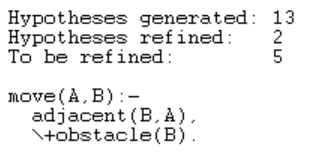 Hypotheses generated: 13
Hypotheses refined: 2
To be refined: 5
move(A,B):-
adjacent(B,A),
\+obstacle(B).